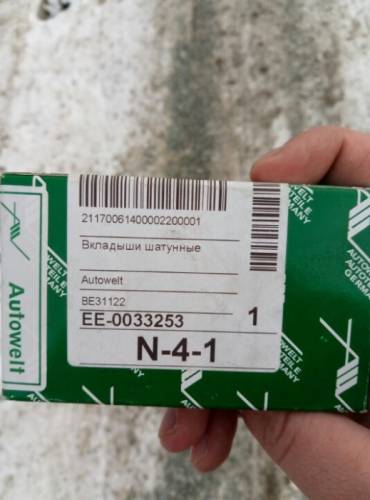 21170061400002200001
Вкладыши шатунные
Autowelt
BE31122
EE-0033253
1
N-4-1
Autowelt
AUTOWELT
AUTOTEILE
GERMANY